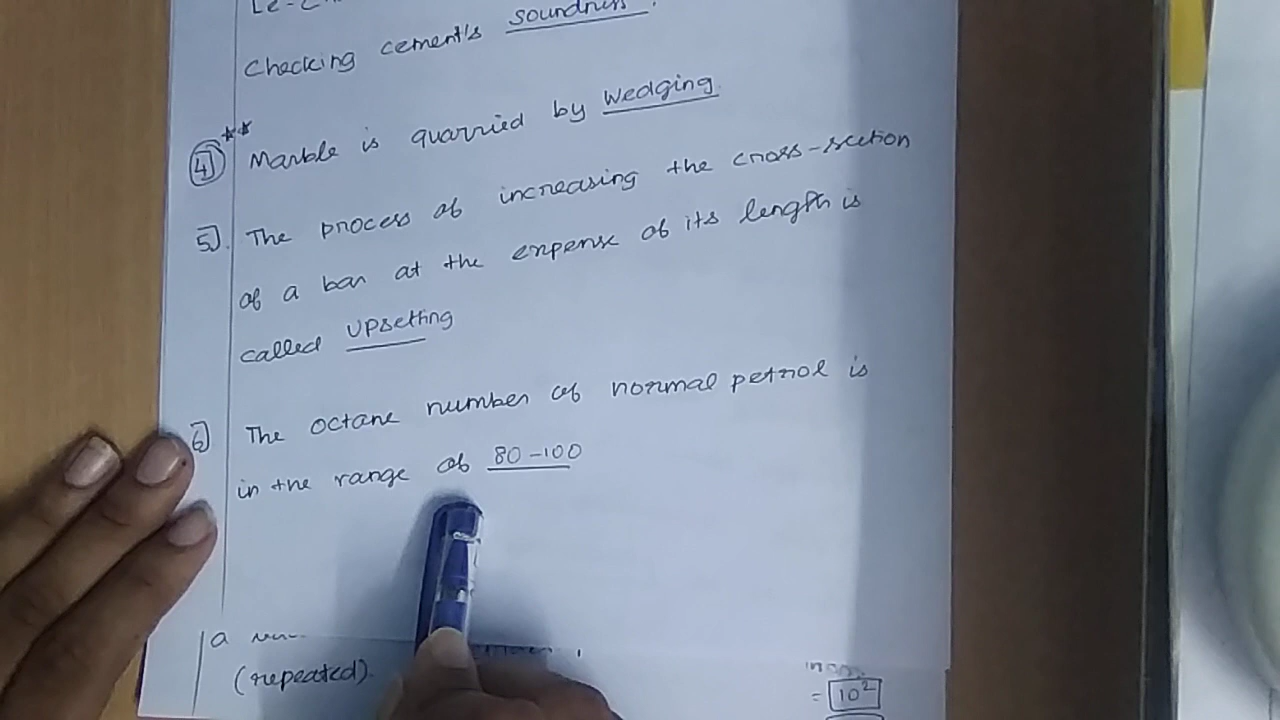 Checking cement's soundness.
4] ** Marble is quarried by Wedging
5]. The process of increasing the cross-section
of a bar at the expense of its length is
called Upsetting
6] The octane number of normal petrol is
in the range of 80-100
a
(repeated).
= 10²